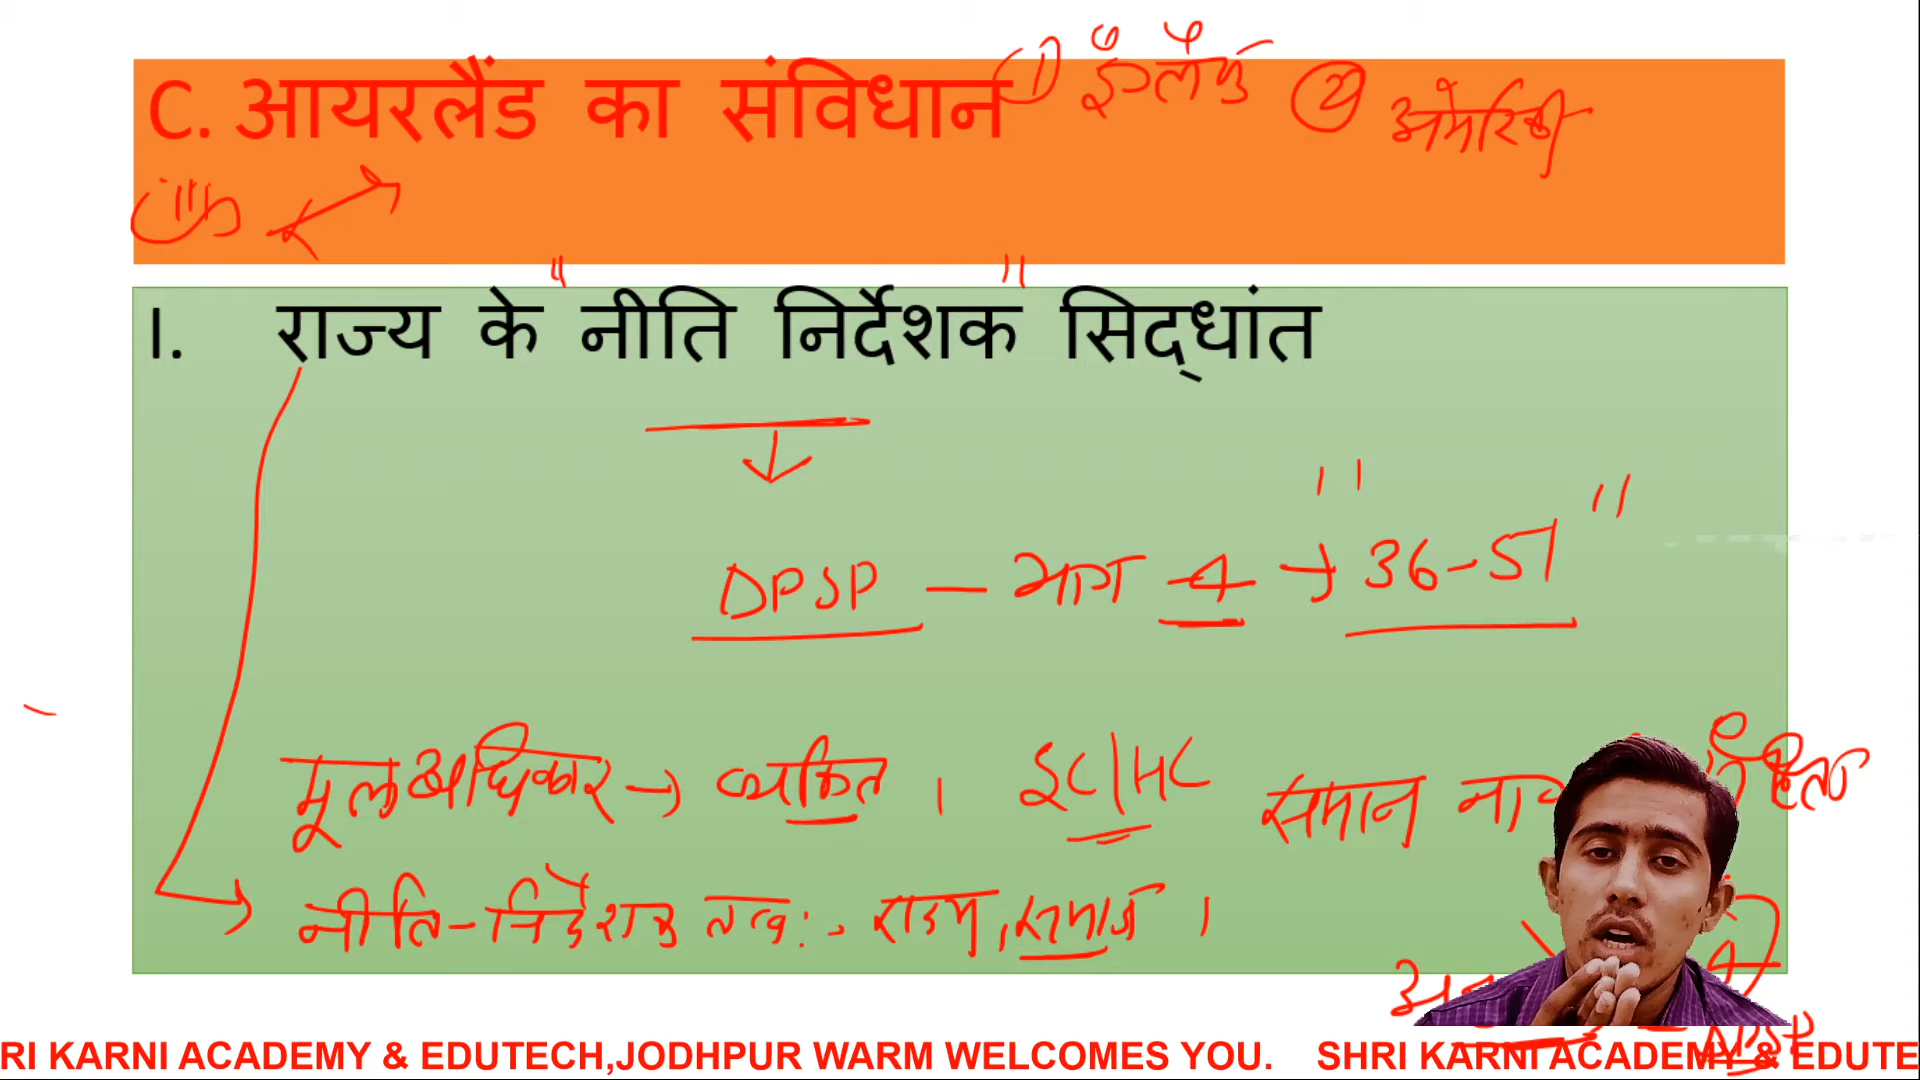 C. आयरलैंड का संविधान ① इंग्लैंड ② अमेरिकी
I. राज्य के "नीति निर्देशक" सिद्धांत
DPSP — भाग 4 → "36-51"
मूल अधिकार → व्यक्ति, SC/HC समान
नीति-निर्देशक तत्व :- राज्य, समाज ।
RI KARNI ACADEMY & EDUTECH,JODHPUR WARM WELCOMES YOU. SHRI KARNI ACADEMY & EDUTE